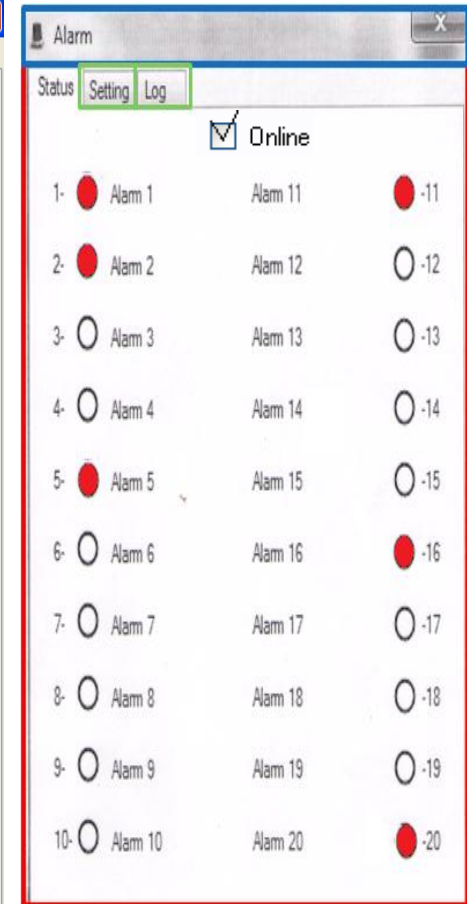 Alarm
X
Status Setting Log
Online
1- Alarm 1 Alarm 11 -11
2- Alarm 2 Alarm 12 -12
3- Alarm 3 Alarm 13 -13
4- Alarm 4 Alarm 14 -14
5- Alarm 5 Alarm 15 -15
6- Alarm 6 Alarm 16 -16
7- Alarm 7 Alarm 17 -17
8- Alarm 8 Alarm 18 -18
9- Alarm 9 Alarm 19 -19
10- Alarm 10 Alarm 20 -20